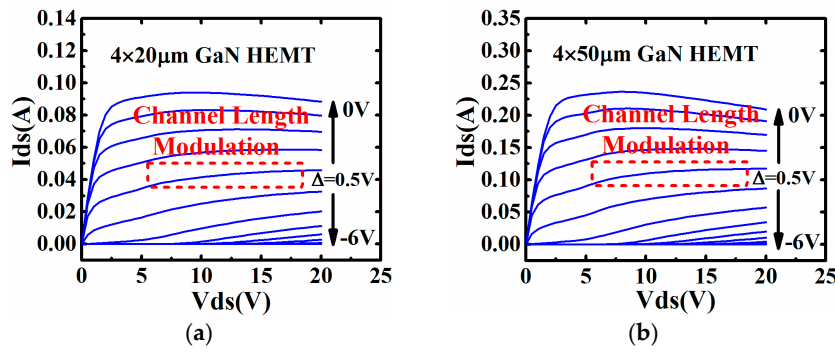 0.14
0.12
0.10
0.08
0.06
0.04
0.02
0.00
Ids(A)
4×20μm GaN HEMT
Channel Length
Modulation
0V
Δ=0.5V
-6V
0 5 10 15 20 25
Vds(V)
(a)
0.35
0.30
0.25
0.20
0.15
0.10
0.05
0.00
Ids(A)
4×50μm GaN HEMT
Channel Length
Modulation
0V
Δ=0.5V
-6V
0 5 10 15 20 25
Vds(V)
(b)